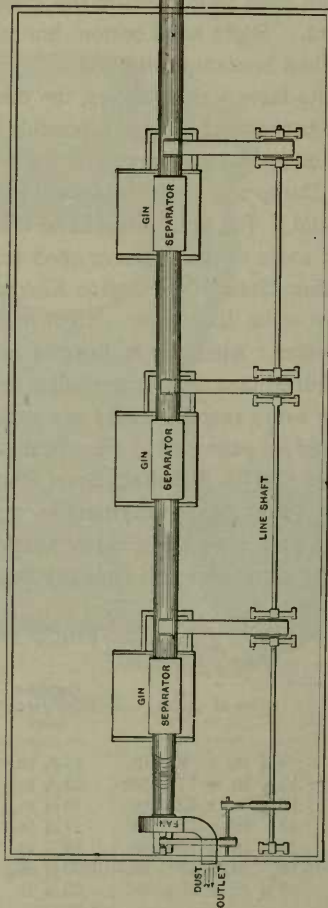 GIN
SEPARATOR
GIN
SEPARATOR
LINE SHAFT
GIN
SEPARATOR
FAN
DUST
OUTLET